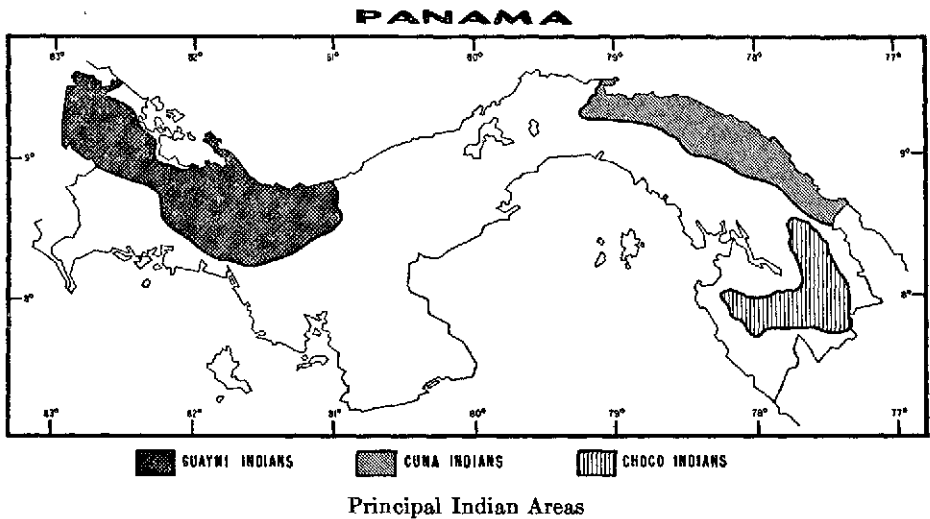 PANAMA
83° 82° 81° 80° 79° 78° 77°
9° 9°
8° 8°
83° 82° 81° 80° 79° 78° 77°
GUAYMI INDIANS CUNA INDIANS CHOCO INDIANS
Principal Indian Areas